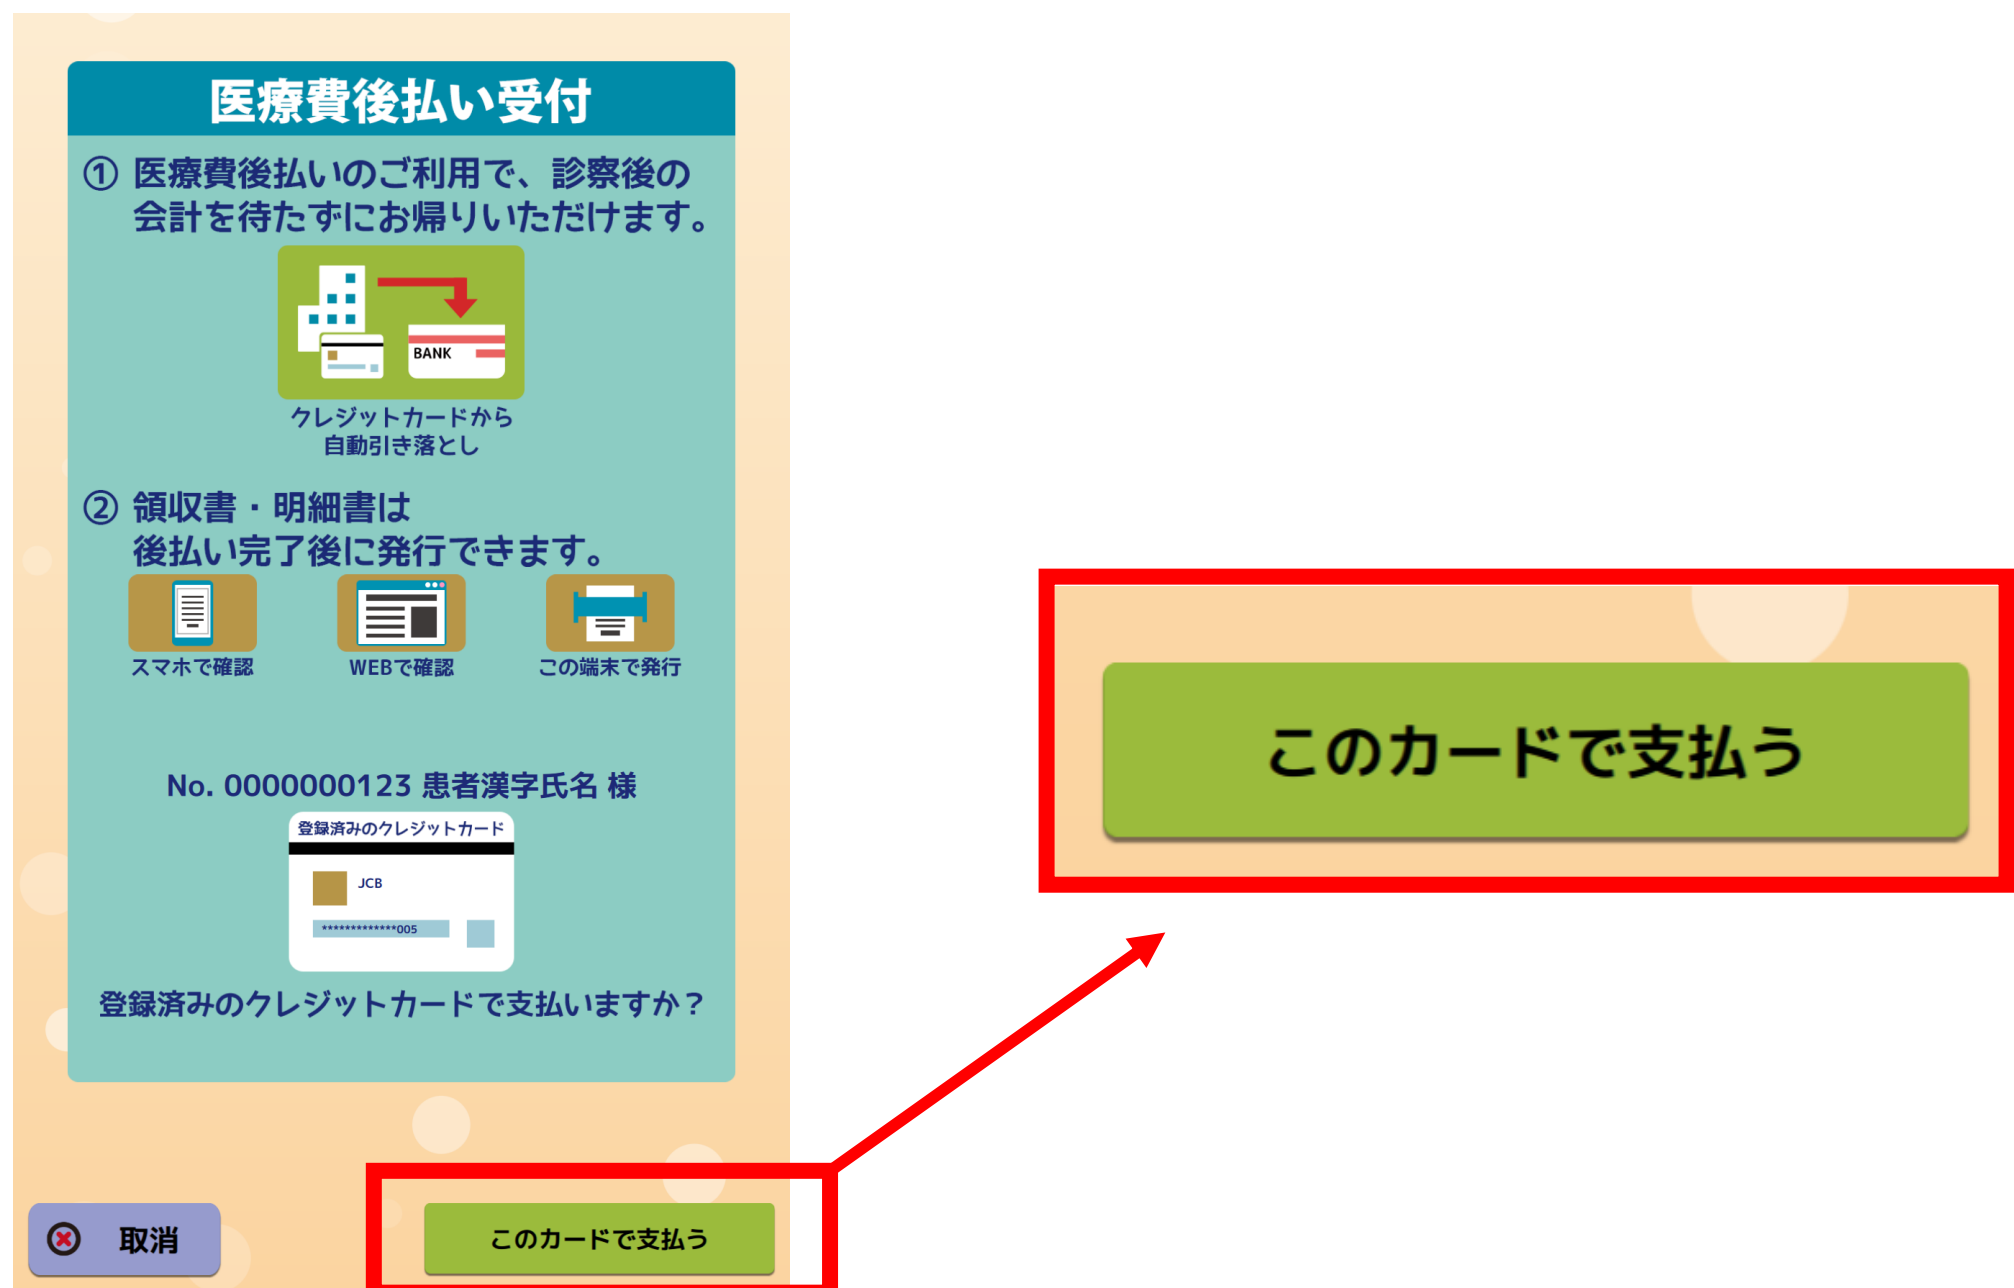 医療費後払い受付
① 医療費後払いのご利用で、診察後の
会計を待たずにお帰りいただけます。
BANK
クレジットカードから
自動引き落とし
② 領収書・明細書は
後払い完了後に発行できます。
スマホで確認
WEBで確認
この端末で発行
No. 0000000123 患者漢字氏名 様
登録済みのクレジットカード
JCB
*************005
登録済みのクレジットカードで支払いますか？
取消
このカードで支払う
このカードで支払う